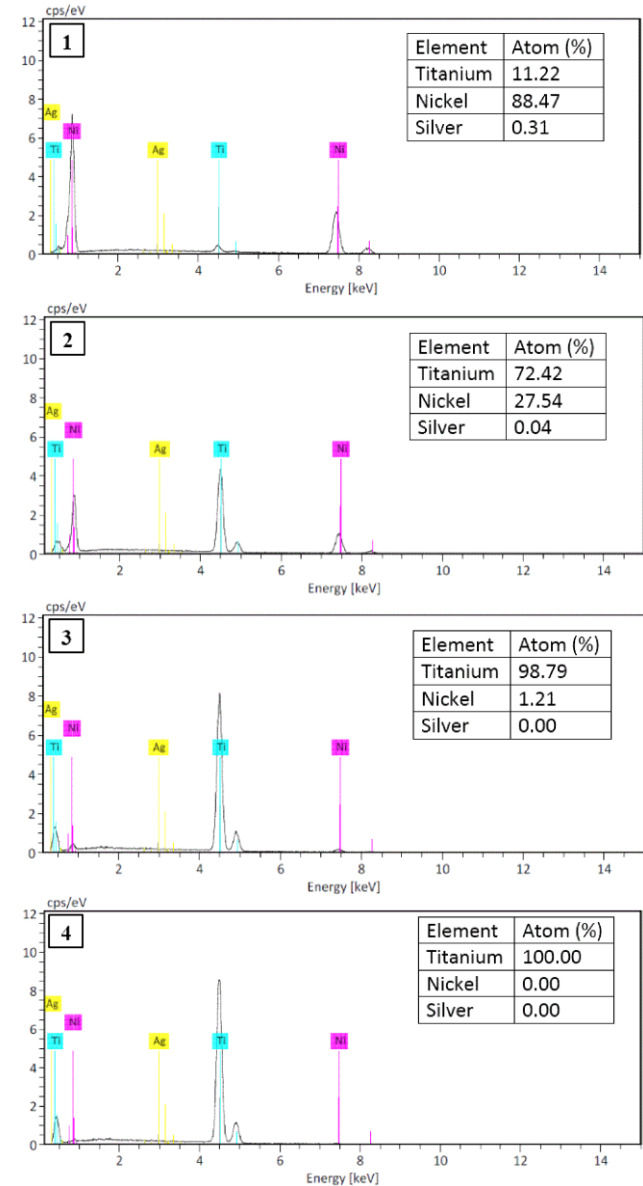 cps/eV
12
1
Element Atom (%)
Titanium 11.22
Nickel 88.47
Silver 0.31
10
8
Ag
Ni
6
Ti Ag Ti Ni
4
2
0
2 4 6 8 10 12 14
Energy [keV]
cps/eV
12
2
Element Atom (%)
Titanium 72.42
Nickel 27.54
Silver 0.04
10
8
Ag
Ni
6
Ti Ag Ti Ni
4
2
0
2 4 6 8 10 12 14
Energy [keV]
cps/eV
12
3
Element Atom (%)
Titanium 98.79
Nickel 1.21
Silver 0.00
10
8
Ag
Ni
6
Ti Ag Ti Ni
4
2
0
2 4 6 8 10 12 14
Energy [keV]
cps/eV
12
4
Element Atom (%)
Titanium 100.00
Nickel 0.00
Silver 0.00
10
8
Ag
Ni
6
Ti Ag Ti Ni
4
2
0
2 4 6 8 10 12 14
Energy [keV]